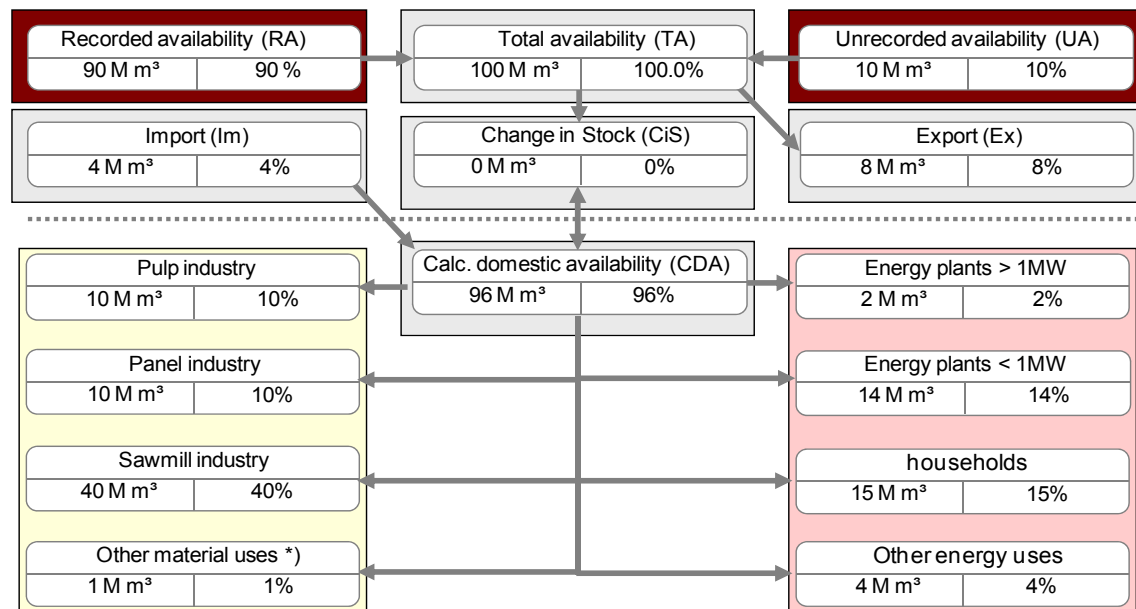 Recorded availability (RA)
90 M m³ 90 %
Total availability (TA)
100 M m³ 100.0%
Unrecorded availability (UA)
10 M m³ 10%
Import (Im)
4 M m³ 4%
Change in Stock (CiS)
0 M m³ 0%
Export (Ex)
8 M m³ 8%
Calc. domestic availability (CDA)
96 M m³ 96%
Pulp industry
10 M m³ 10%
Energy plants > 1MW
2 M m³ 2%
Panel industry
10 M m³ 10%
Energy plants < 1MW
14 M m³ 14%
Sawmill industry
40 M m³ 40%
households
15 M m³ 15%
Other material uses *)
1 M m³ 1%
Other energy uses
4 M m³ 4%